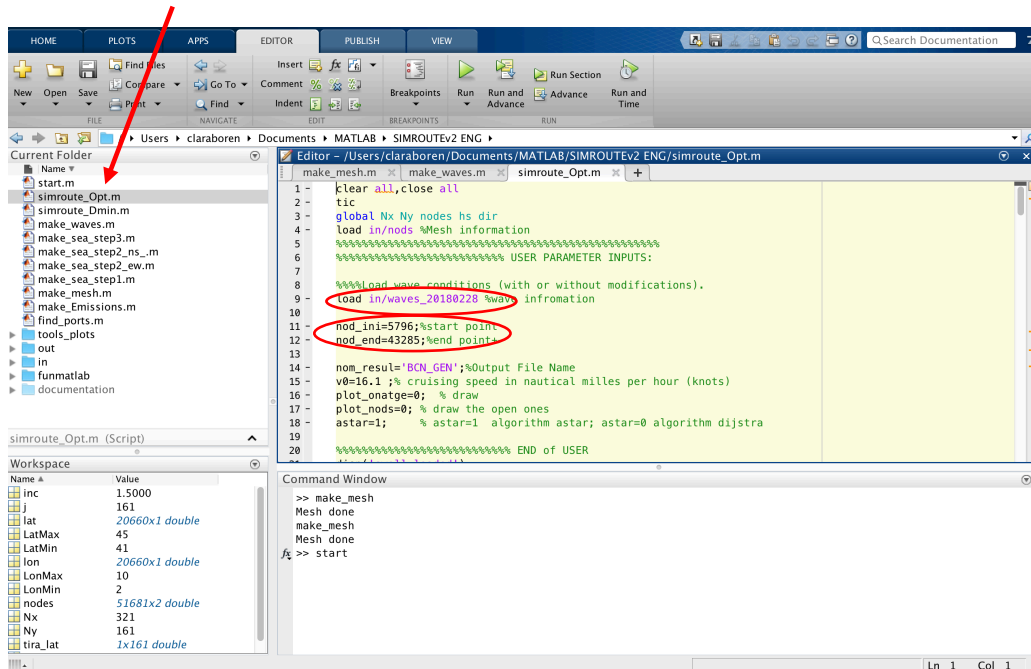 HOME PLOTS APPS EDITOR PUBLISH VIEW
Search Documentation
New Open Save Find Files Compare Print
Go To Find
Insert fx
Comment
Indent
Breakpoints Run Run and Advance Run Section Advance Run and Time
FILE NAVIGATE EDIT BREAKPOINTS RUN
Users ▸ claraboren ▸ Documents ▸ MATLAB ▸ SIMROUTEv2 ENG ▸
Current Folder
Name
start.m
simroute_Opt.m
simroute_Dmin.m
make_waves.m
make_sea_step3.m
make_sea_step2_ns_.m
make_sea_step2_ew.m
make_sea_step1.m
make_mesh.m
make_Emissions.m
find_ports.m
tools_plots
out
in
funmatlab
documentation
simroute_Opt.m (Script)
Workspace
Name Value
inc 1.5000
j 161
lat 20660x1 double
LatMax 45
LatMin 41
lon 20660x1 double
LonMax 10
LonMin 2
nodes 51681x2 double
Nx 321
Ny 161
tira_lat 1x161 double
Editor - /Users/claraboren/Documents/MATLAB/SIMROUTEv2 ENG/simroute_Opt.m
make_mesh.m make_waves.m simroute_Opt.m +
1 - clear all,close all
2 - tic
3 - global Nx Ny nodes hs dir
4 - load in/nods %Mesh information
5 %%%%%%%%%%%%%%%%%%%%%%%%%%%%%%%%%%%%%%%%%%%%%%%%%%
6 %%%%%%%%%%%%%%%%%%%%%%%%%% USER PARAMETER INPUTS:
7
8 %%%%Load wave conditions (with or without modifications).
9 - load in/waves_20180228 %wave infromation
10
11 - nod_ini=5796;%start point
12 - nod_end=43285;%end point
13
14 - nom_resul='BCN_GEN';%Output File Name
15 - v0=16.1 ;% cruising speed in nautical milles per hour (knots)
16 - plot_onatge=0; % draw
17 - plot_nods=0; % draw the open ones
18 - astar=1; % astar=1 algorithm astar; astar=0 algorithm dijstra
19
20 %%%%%%%%%%%%%%%%%%%%%%%%%%% END of USER
Command Window
>> make_mesh
Mesh done
make_mesh
Mesh done
fx >> start
Ln 1 Col 1